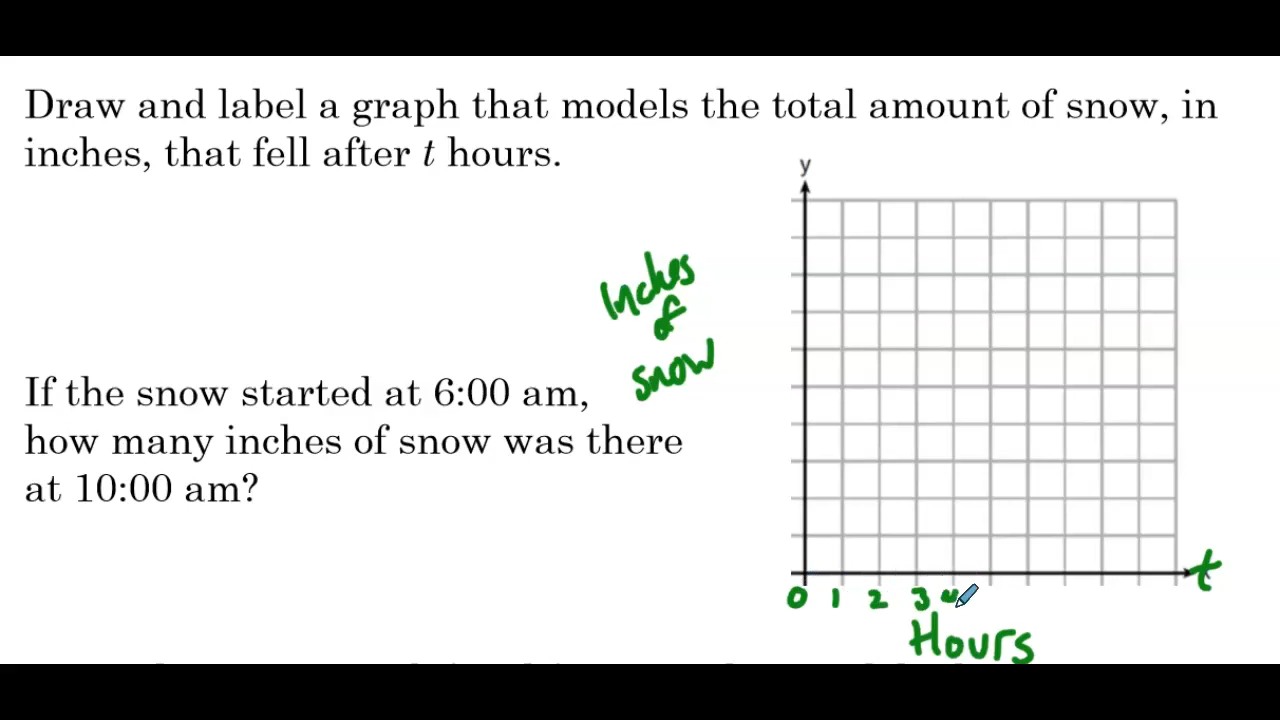 Draw and label a graph that models the total amount of snow, in
inches, that fell after t hours.
y
Inches
of
snow
If the snow started at 6:00 am,
how many inches of snow was there
at 10:00 am?
t
0 1 2 3 4
Hours